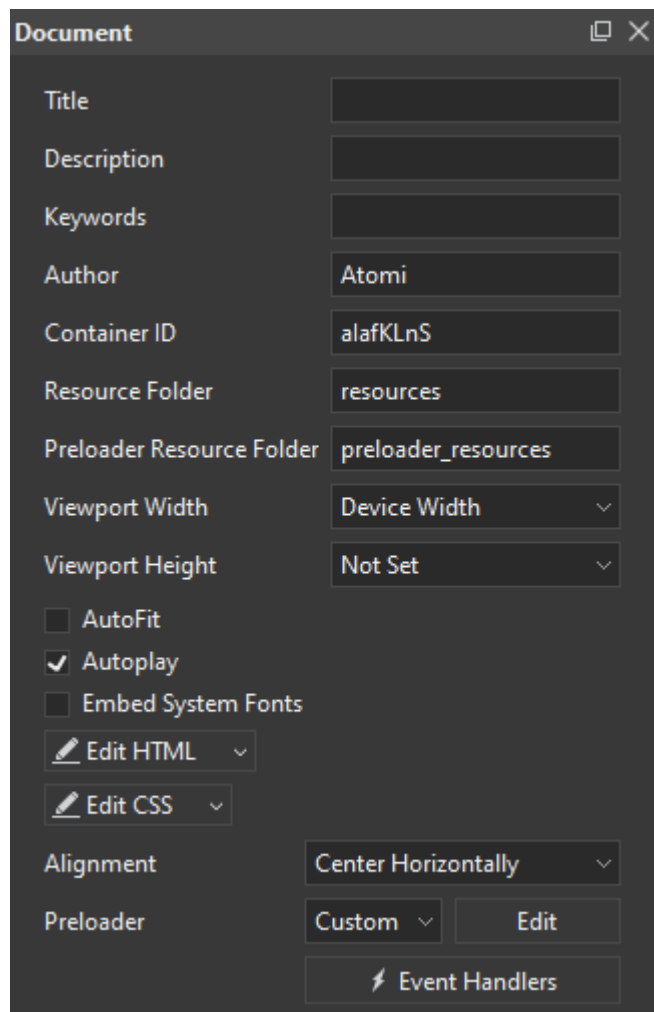 Document
Title
Description
Keywords
Author Atomi
Container ID alafKLnS
Resource Folder resources
Preloader Resource Folder preloader_resources
Viewport Width Device Width
Viewport Height Not Set
AutoFit
Autoplay
Embed System Fonts
Edit HTML
Edit CSS
Alignment Center Horizontally
Preloader Custom Edit
Event Handlers